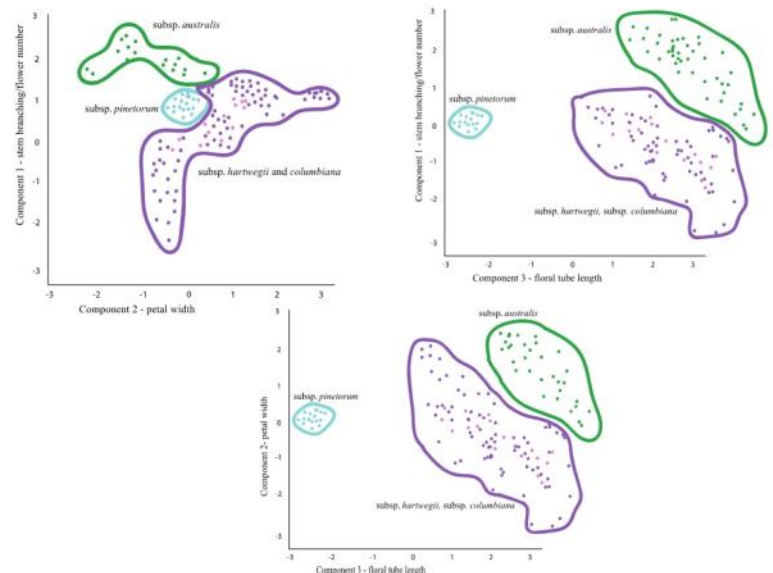 3
2
1
0
-1
-2
-3
-3
-2
-1
0
1
2
3
Component 1 - stem branching/flower number
Component 2 - petal width
subsp. australis
subsp. pinetorum
subsp. hartwegii and columbiana
3
2
1
0
-1
-2
-3
-3
-2
-1
0
1
2
3
Component 1 - stem branching/flower number
Component 3 - floral tube length
subsp. australis
subsp. pinetorum
subsp. hartwegii, subsp. columbiana
3
2
1
0
-1
-2
-3
-3
-2
-1
0
1
2
3
Component 2- petal width
Component 3 - floral tube length
subsp. australis
subsp. pinetorum
subsp. hartwegii, subsp. columbiana